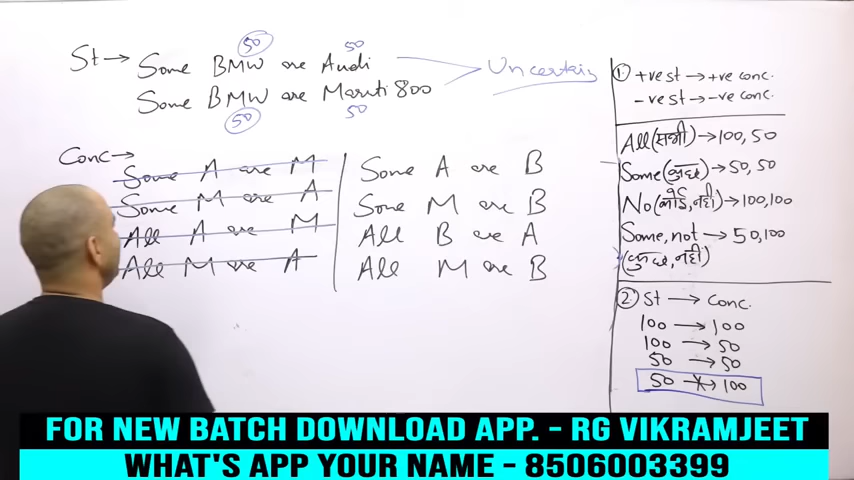 50 50
St → Some BMW are Audi
Some BMW are Maruti 800
50 50
Uncertain
Conc →
Some A are M
Some M are A
All A are M
All M are A
Some A are B
Some M are B
All B are A
All M are B
1. +ve st → +ve conc.
-ve st → -ve conc.
All (सभी) → 100, 50
Some (कुछ) → 50, 50
No (कोई, नहीं) → 100, 100
Some, not → 50, 100
(कुछ, नहीं)
2. St → Conc.
100 → 100
100 → 50
50 → 50
50 → 100
FOR NEW BATCH DOWNLOAD APP. - RG VIKRAMJEET
WHAT'S APP YOUR NAME - 8506003399